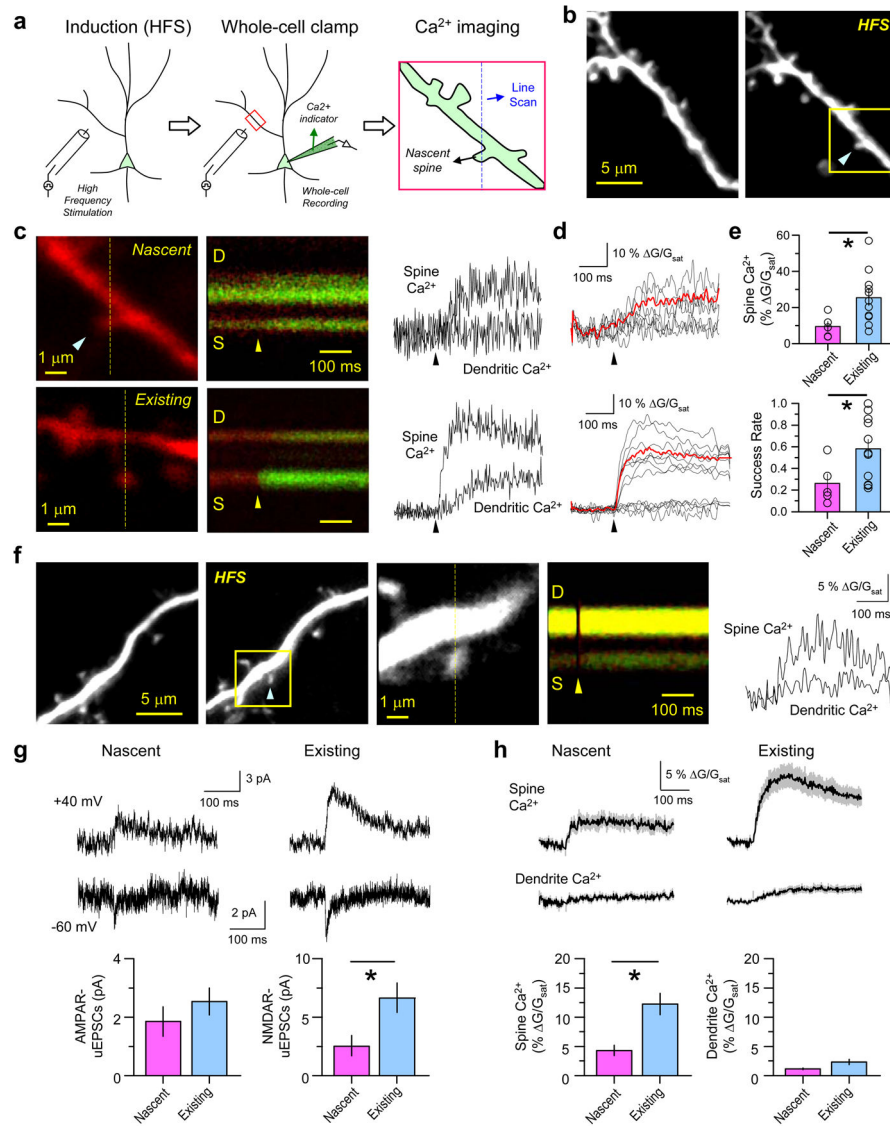 a
Induction (HFS)
Whole-cell clamp
Ca2+ imaging
High
Frequency
Stimulation
Ca2+
indicator
Whole-cell
Recording
Line
Scan
Nascent
spine
b
5 μm
HFS
c
Nascent
1 μm
D
S
100 ms
Spine
Ca2+
Dendritic Ca2+
Existing
1 μm
D
S
Spine
Ca2+
Dendritic Ca2+
d
10 % ΔG/Gsat
100 ms
10 % ΔG/Gsat
100 ms
e
Spine Ca2+
(% ΔG/Gsat)
60
40
20
0
*
Nascent
Existing
Success Rate
1.0
0.8
0.6
0.4
0.2
0.0
*
Nascent
Existing
f
5 μm
HFS
1 μm
D
S
100 ms
5 % ΔG/Gsat
100 ms
Spine Ca2+
Dendritic Ca2+
g
Nascent
Existing
3 pA
100 ms
+40 mV
-60 mV
2 pA
100 ms
AMPAR-
uEPSCs (pA)
4
3
2
1
0
Nascent
Existing
NMDAR-
uEPSCs (pA)
10
8
5
3
0
*
Nascent
Existing
h
Nascent
Existing
Spine
Ca2+
5 % ΔG/Gsat
100 ms
Dendrite Ca2+
Spine Ca2+
(% ΔG/Gsat)
20
15
10
5
0
*
Nascent
Existing
Dendrite Ca2+
(% ΔG/Gsat)
20
15
10
5
0
Nascent
Existing